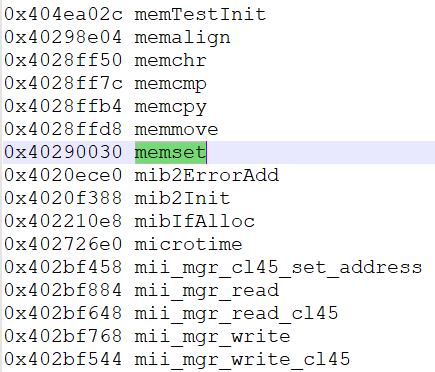 0x404ea02c memTestInit
0x40298e04 memalign
0x4028ff50 memchr
0x4028ff7c memcmp
0x4028ffb4 memcpy
0x4028ffd8 memmove
0x40290030 memset
0x4020ece0 mib2ErrorAdd
0x4020f388 mib2Init
0x402210e8 mibIfAlloc
0x402726e0 microtime
0x402bf458 mii_mgr_cl45_set_address
0x402bf884 mii_mgr_read
0x402bf648 mii_mgr_read_cl45
0x402bf768 mii_mgr_write
0x402bf544 mii_mgr_write_cl45